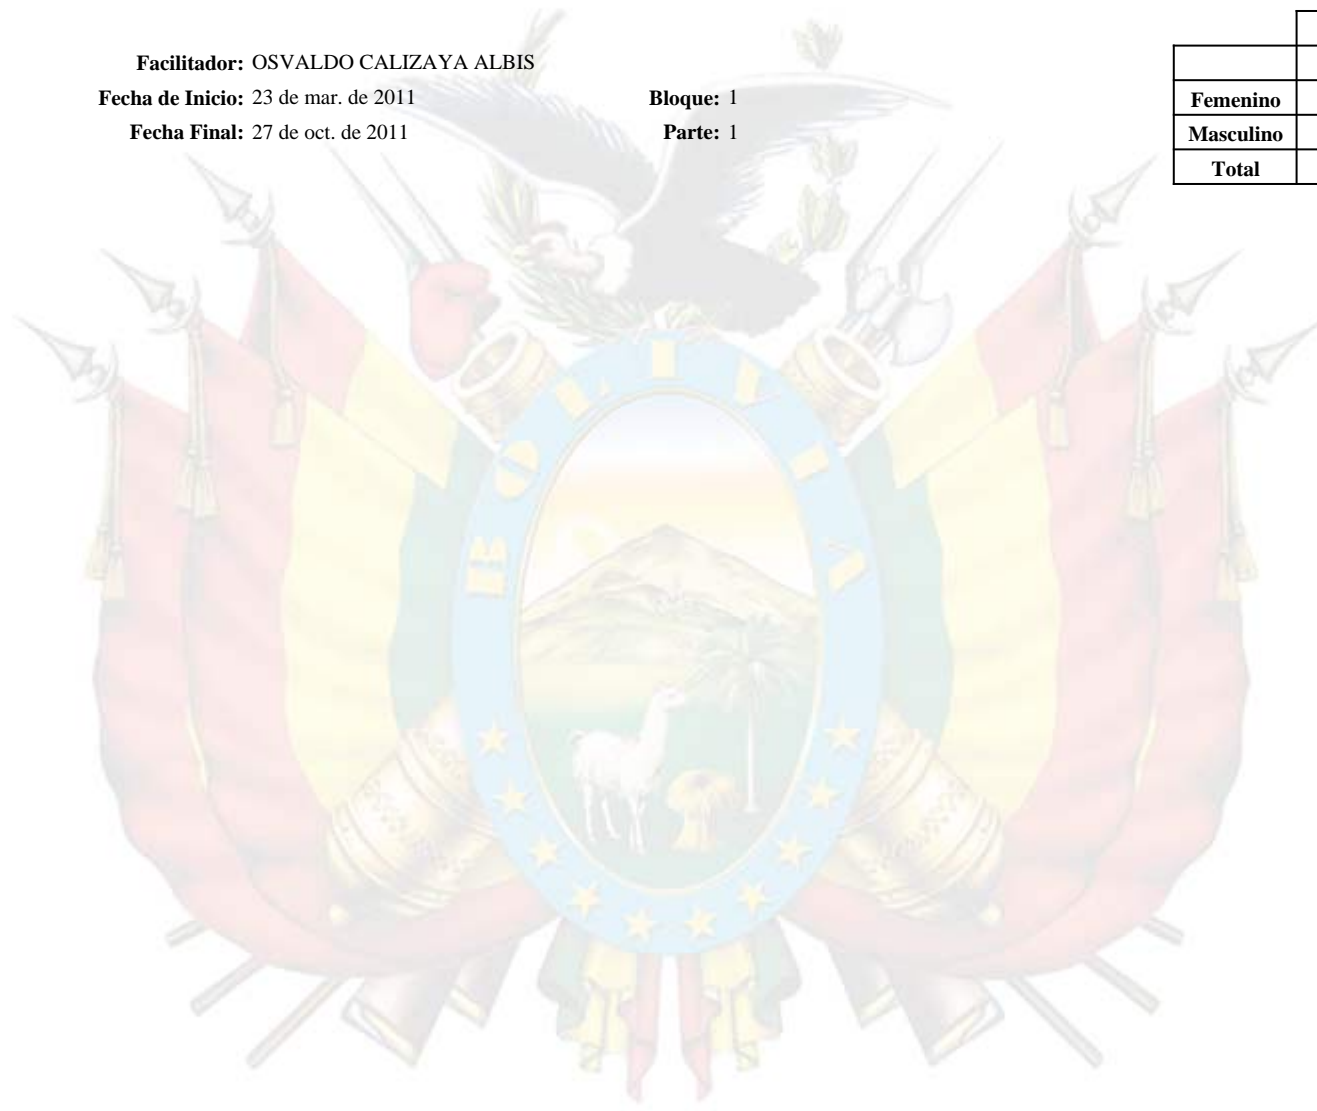 Facilitador: OSVALDO CALIZAYA ALBIS
Fecha de Inicio: 23 de mar. de 2011 Bloque: 1
Fecha Final: 27 de oct. de 2011 Parte: 1
Femenino
Masculino
Total
BOLIVIA